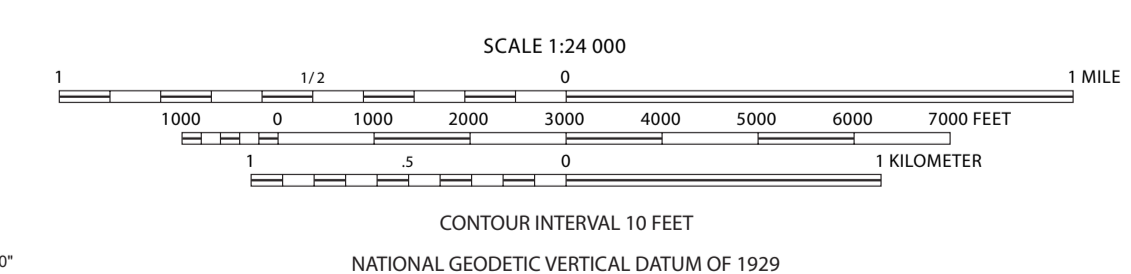 SCALE 1:24 000
1 1/2 0 1 MILE
1000 0 1000 2000 3000 4000 5000 6000 7000 FEET
1 .5 0 1 KILOMETER
CONTOUR INTERVAL 10 FEET
0" NATIONAL GEODETIC VERTICAL DATUM OF 1929